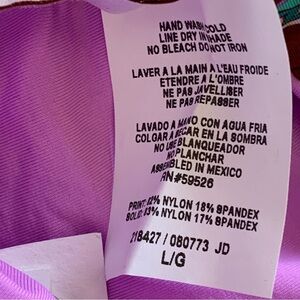 HAND WASH COLD
LINE DRY IN SHADE
NO BLEACH DO NOT IRON
LAVER A LA MAIN A L'EAU FROIDE
ETENDRE A L'OMBRE
NE PAS JAVELLISER
NE PAS REPASSER
LAVADO A MANO CON AGUA FRIA
COLGAR A SECAR EN LA SOMBRA
NO USE BLANQUEADOR
NO PLANCHAR
ASSEMBLED IN MEXICO
RN#59526
PRINT: 82% NYLON 18% SPANDEX
SOLID: 83% NYLON 17% SPANDEX
218427 / 080773 JD
L/G